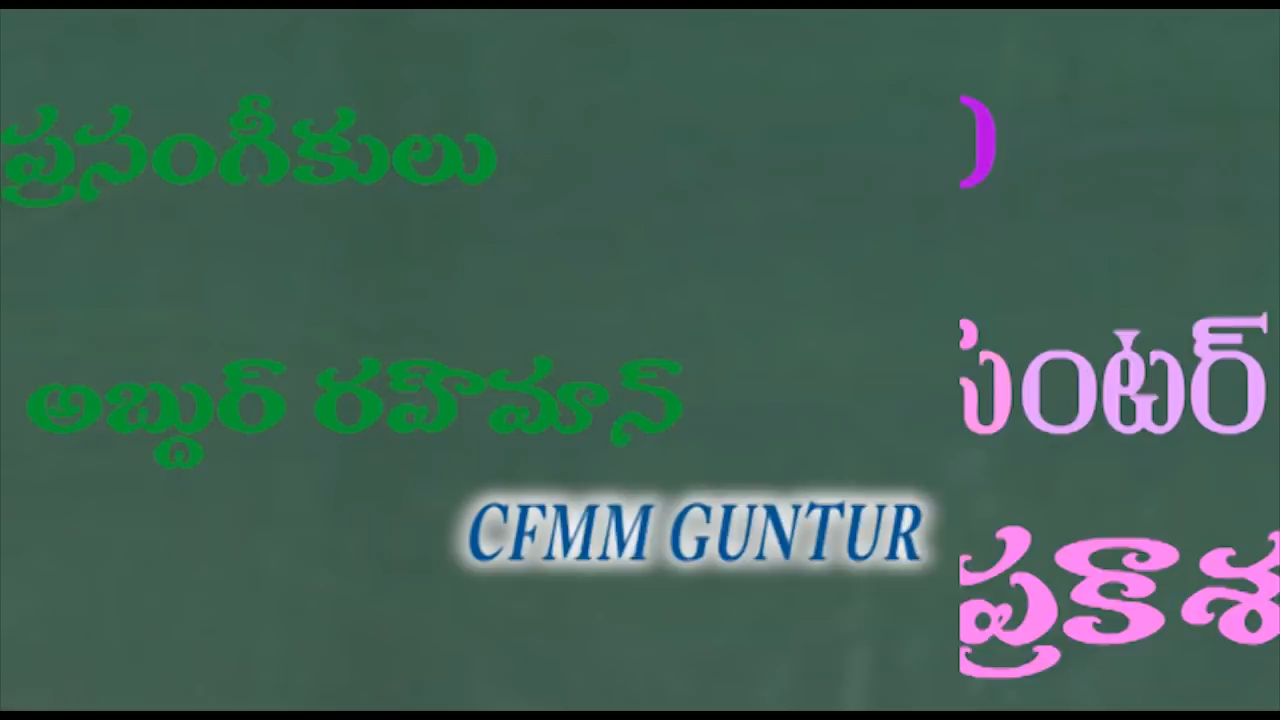 ప్రసంగీకులు
)
అబ్దుర్ రహొమాన్
సెంటర్
CFMM GUNTUR
ప్రకాశ